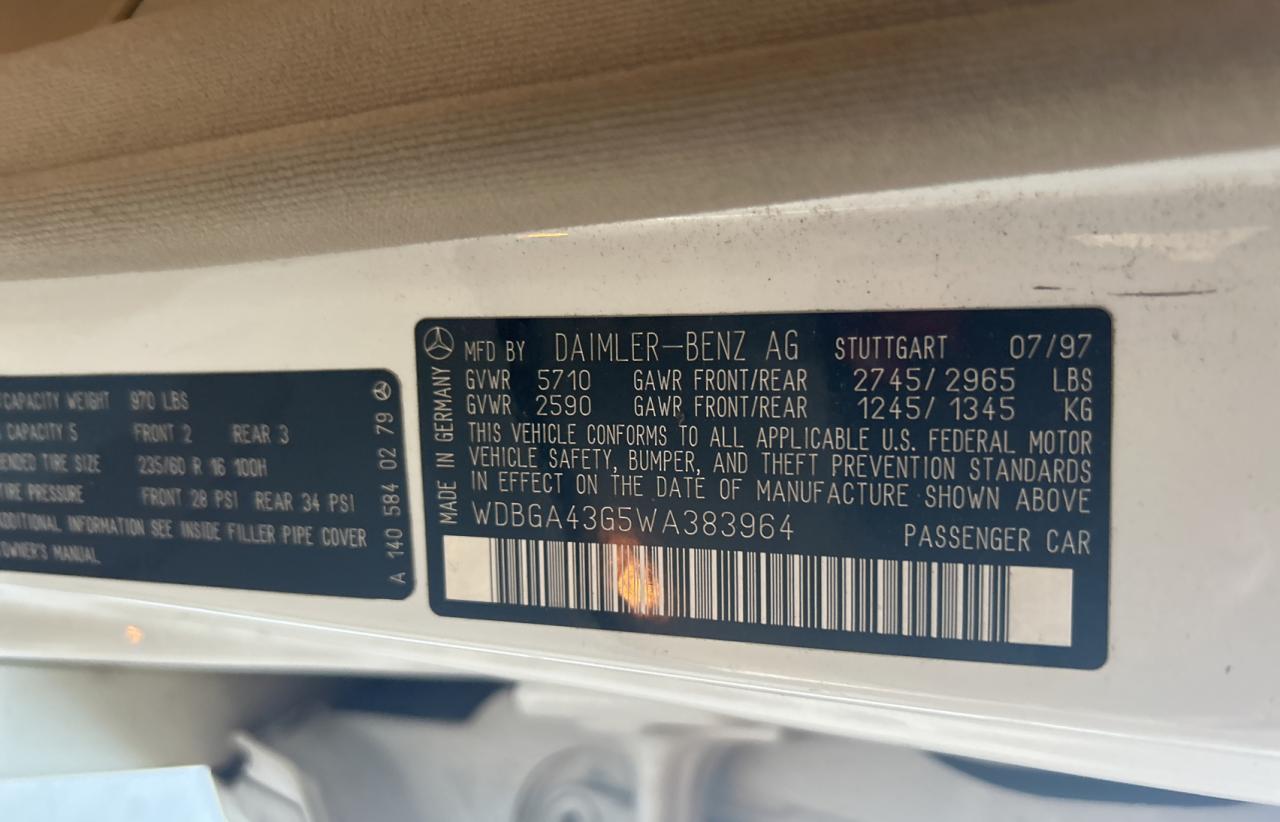 CAPACITY WEIGHT 970 LBS
CAPACITY 5 FRONT 2 REAR 3
TIRE SIZE 235/60 R 16 100H
PRESSURE FRONT 28 PSI REAR 34 PSI
ADDITIONAL INFORMATION SEE INSIDE FILLER PIPE COVER
OWNER'S MANUAL
A 140 584 02 79
MADE IN GERMANY
MFD BY DAIMLER-BENZ AG STUTTGART 07/97
GVWR 5710 GAWR FRONT/REAR 2745/2965 LBS
GVWR 2590 GAWR FRONT/REAR 1245/1345 KG
THIS VEHICLE CONFORMS TO ALL APPLICABLE U.S. FEDERAL MOTOR
VEHICLE SAFETY, BUMPER, AND THEFT PREVENTION STANDARDS
IN EFFECT ON THE DATE OF MANUFACTURE SHOWN ABOVE
WDBGA43G5WA383964 PASSENGER CAR